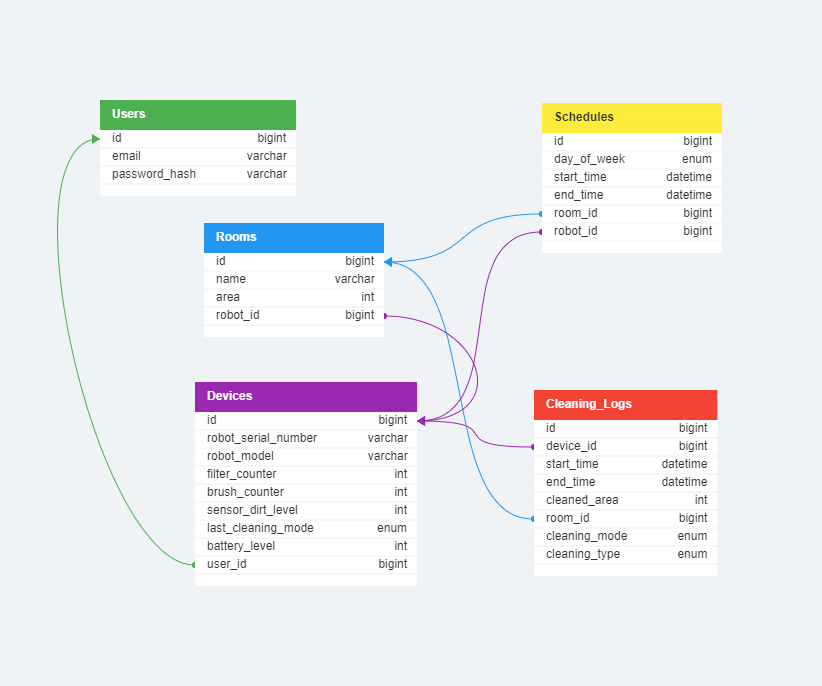 Users
id bigint
email varchar
password_hash varchar
Schedules
id bigint
day_of_week enum
start_time datetime
end_time datetime
room_id bigint
robot_id bigint
Rooms
id bigint
name varchar
area int
robot_id bigint
Devices
id bigint
robot_serial_number varchar
robot_model varchar
filter_counter int
brush_counter int
sensor_dirt_level int
last_cleaning_mode enum
battery_level int
user_id bigint
Cleaning_Logs
id bigint
device_id bigint
start_time datetime
end_time datetime
cleaned_area int
room_id bigint
cleaning_mode enum
cleaning_type enum